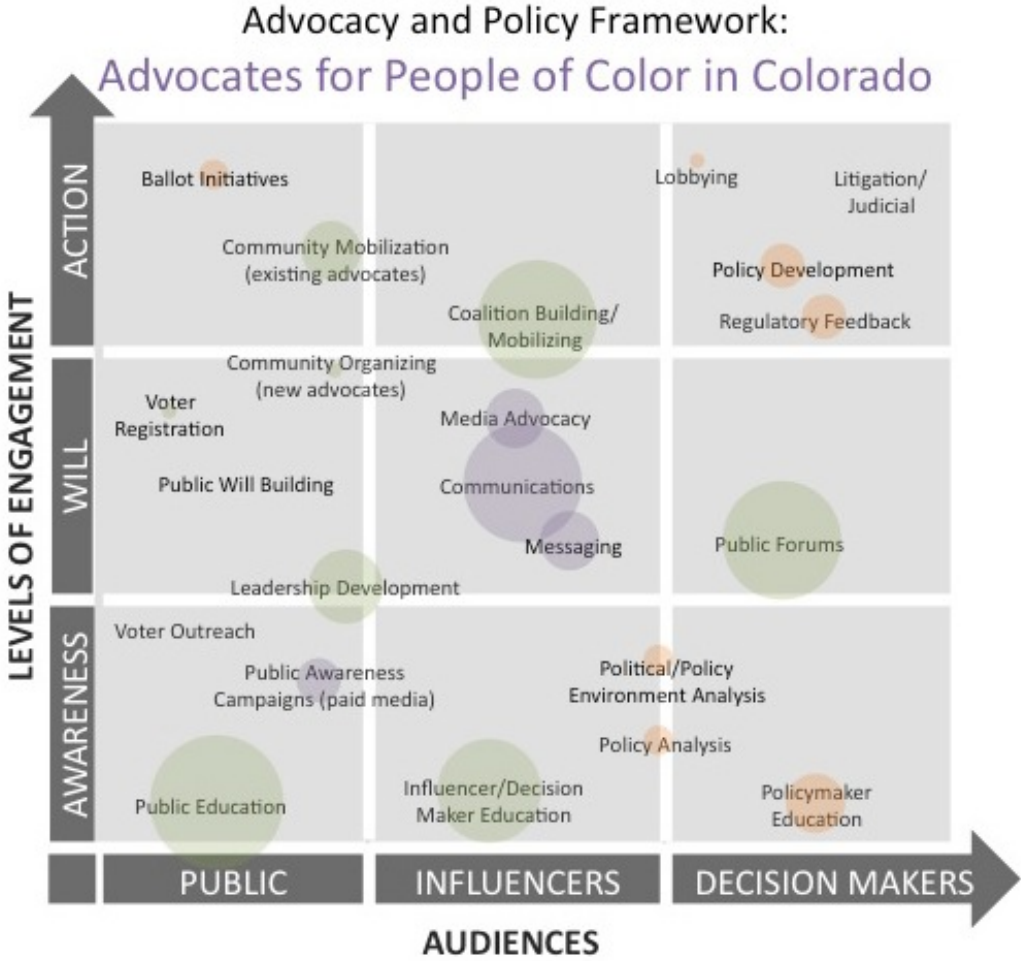 Advocacy and Policy Framework:
Advocates for People of Color in Colorado
LEVELS OF ENGAGEMENT
ACTION
Ballot Initiatives
Community Mobilization
(existing advocates)
Coalition Building/
Mobilizing
Lobbying
Litigation/
Judicial
Policy Development
Regulatory Feedback
WILL
Community Organizing
(new advocates)
Voter
Registration
Public Will Building
Leadership Development
Media Advocacy
Communications
Messaging
Public Forums
AWARENESS
Voter Outreach
Public Awareness
Campaigns (paid media)
Public Education
Political/Policy
Environment Analysis
Policy Analysis
Influencer/Decision
Maker Education
Policymaker
Education
PUBLIC
INFLUENCERS
DECISION MAKERS
AUDIENCES